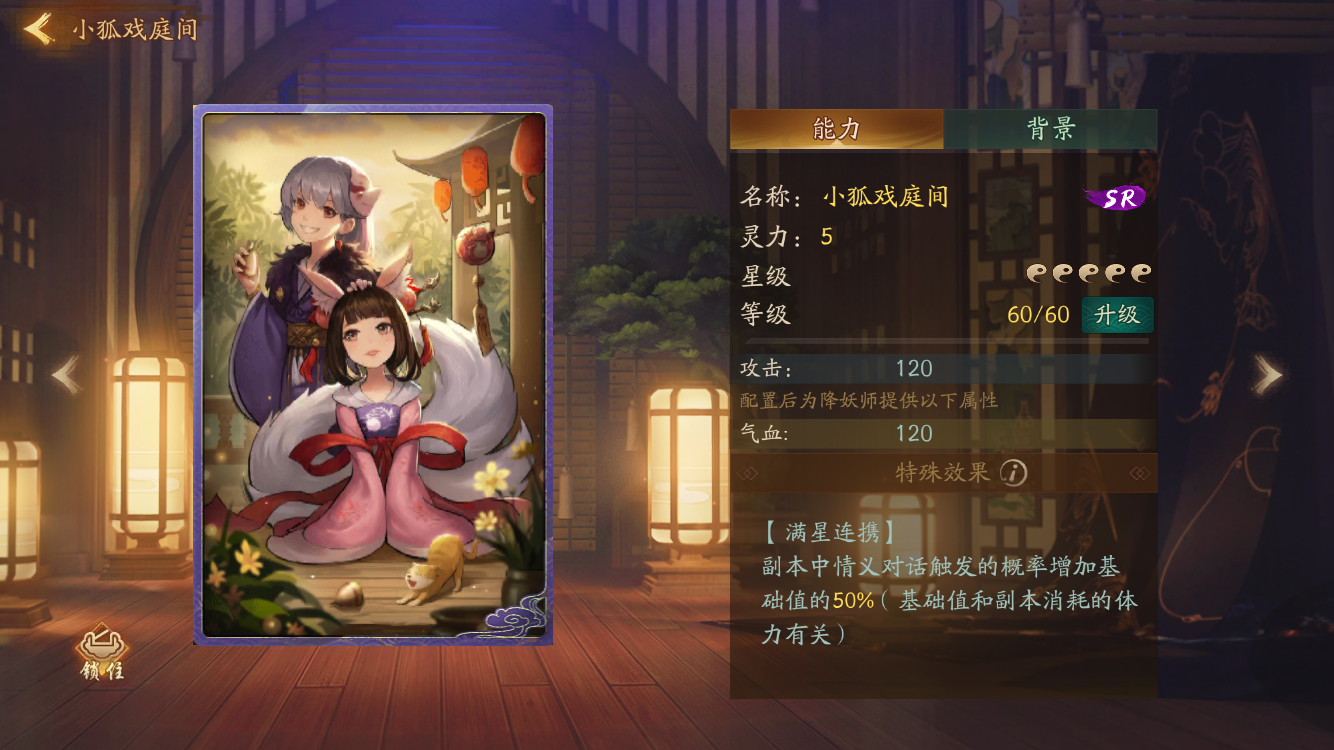 小狐戏庭间
能力
背景
名称： 小狐戏庭间
SR
灵力： 5
星级
等级 60/60 升级
攻击： 120
配置后为降妖师提供以下属性
气血: 120
特殊效果 i
【满星连携】
副本中情义对话触发的概率增加基
础值的50%（基础值和副本消耗的体
力有关）
锁住